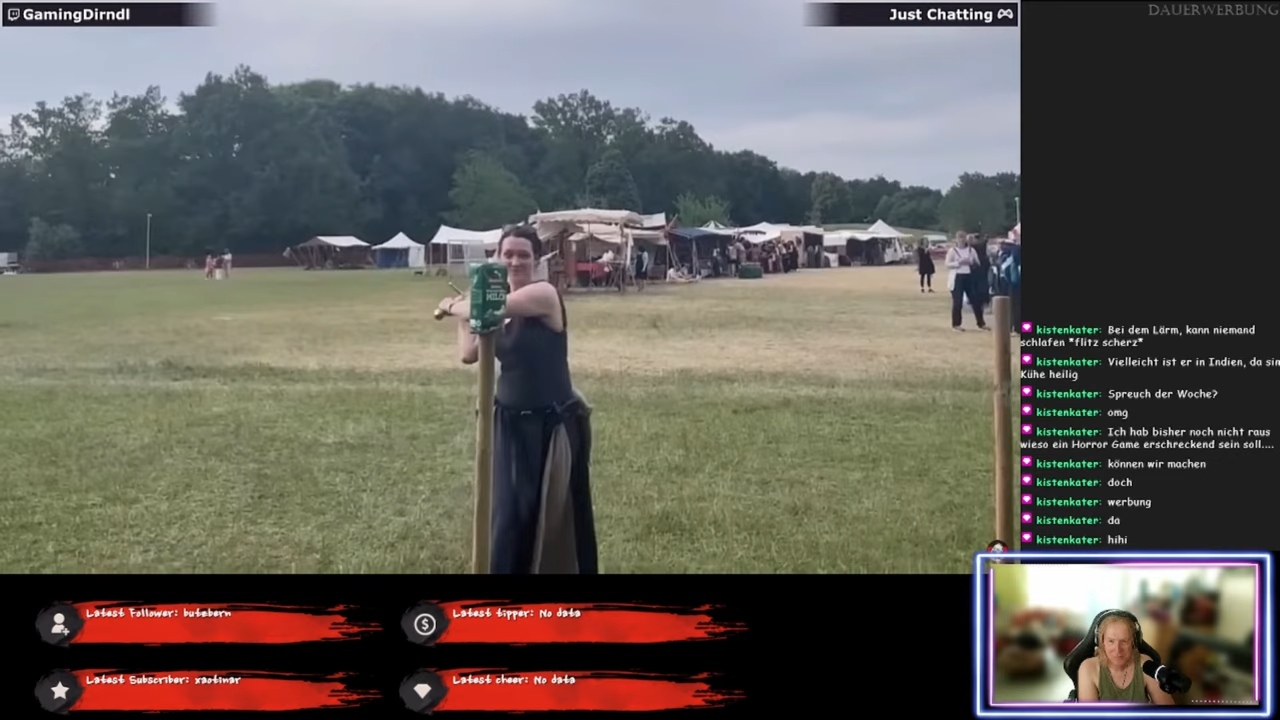 GamingDirndl
Just Chatting
DAUERWERBUNG
MILCH
kistenkater: Bei dem Lärm, kann niemand
schlafen *flitz scherz*
kistenkater: Vielleicht ist er in Indien, da sin
Kühe heilig
kistenkater: Spreuch der Woche?
kistenkater: omg
kistenkater: Ich hab bisher noch nicht raus
wieso ein Horror Game erschreckend sein soll....
kistenkater: können wir machen
kistenkater: doch
kistenkater: werbung
kistenkater: da
kistenkater: hihi
Latest Follower: butzbern
Latest tipper: No data
Latest Subscriber: xaotinar
Latest cheer: No data